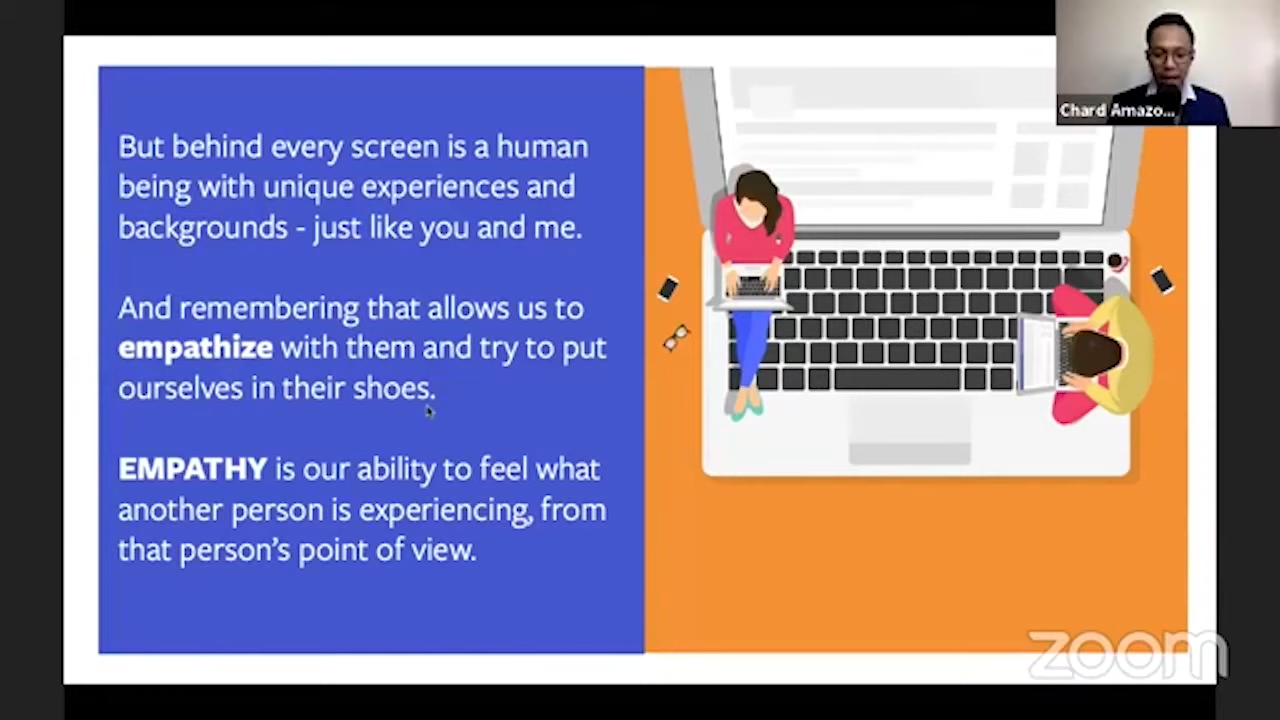 But behind every screen is a human
being with unique experiences and
backgrounds - just like you and me.
And remembering that allows us to
empathize with them and try to put
ourselves in their shoes.
EMPATHY is our ability to feel what
another person is experiencing, from
that person's point of view.
Chard Amazo...
zoom